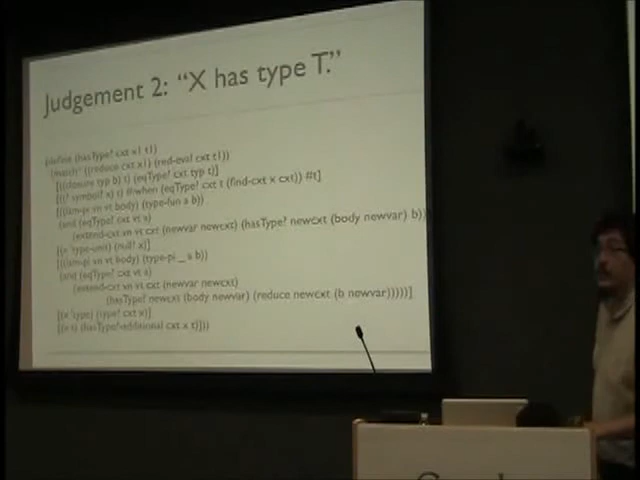 Judgement 2: "X has type T."
(define (hasType? cxt x1 t1)
(match* ((reduce cxt x1) (red-eval cxt t1))
[((closure typ b) t) (eqType? cxt typ t)]
[((? symbol? x) t) #:when (eqType? cxt t (find-cxt x cxt)) #t]
[((lam-pi vn vt body) (type-fun a b))
(and (eqType? cxt vt a)
(extend-cxt vn vt cxt (newvar newcxt) (hasType? newcxt (body newvar) b))
[(x 'type-unit) (null? x)]
[((lam-pi vn vt body) (type-pi _ a b))
(and (eqType? cxt vt a)
(extend-cxt vn vt cxt (newvar newcxt)
(hasType? newcxt (body newvar) (reduce newcxt (b newvar)))))]
[(x 'type) (type? cxt x)]
[(x t) (hasType?-additional cxt x t)]))